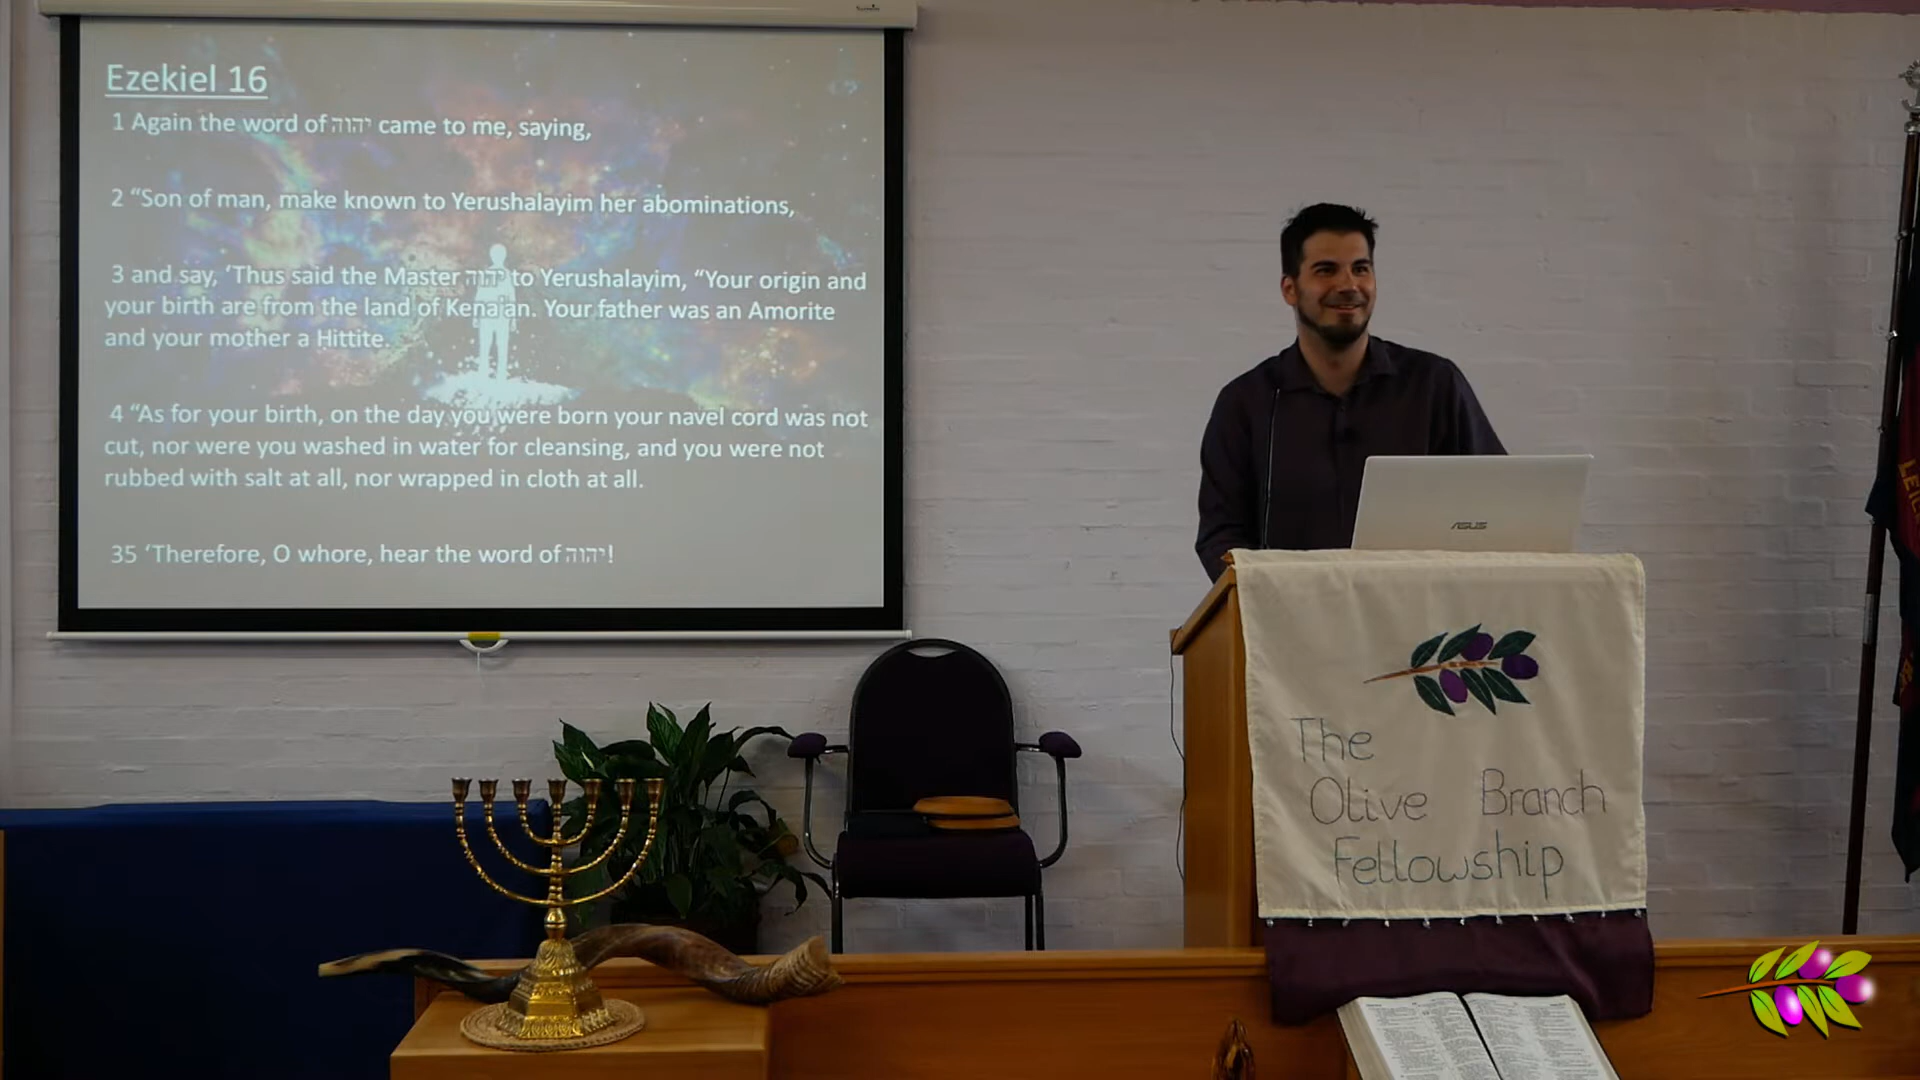 Ezekiel 16
1 Again the word of יהוה came to me, saying,
2 “Son of man, make known to Yerushalayim her abominations,
3 and say, ‘Thus said the Master יהוה to Yerushalayim, “Your origin and
your birth are from the land of Kenaʽan. Your father was an Amorite
and your mother a Hittite.
4 “As for your birth, on the day you were born your navel cord was not
cut, nor were you washed in water for cleansing, and you were not
rubbed with salt at all, nor wrapped in cloth at all.
35 ‘Therefore, O whore, hear the word of יהוה!
ASUS
The
Olive Branch
Fellowship